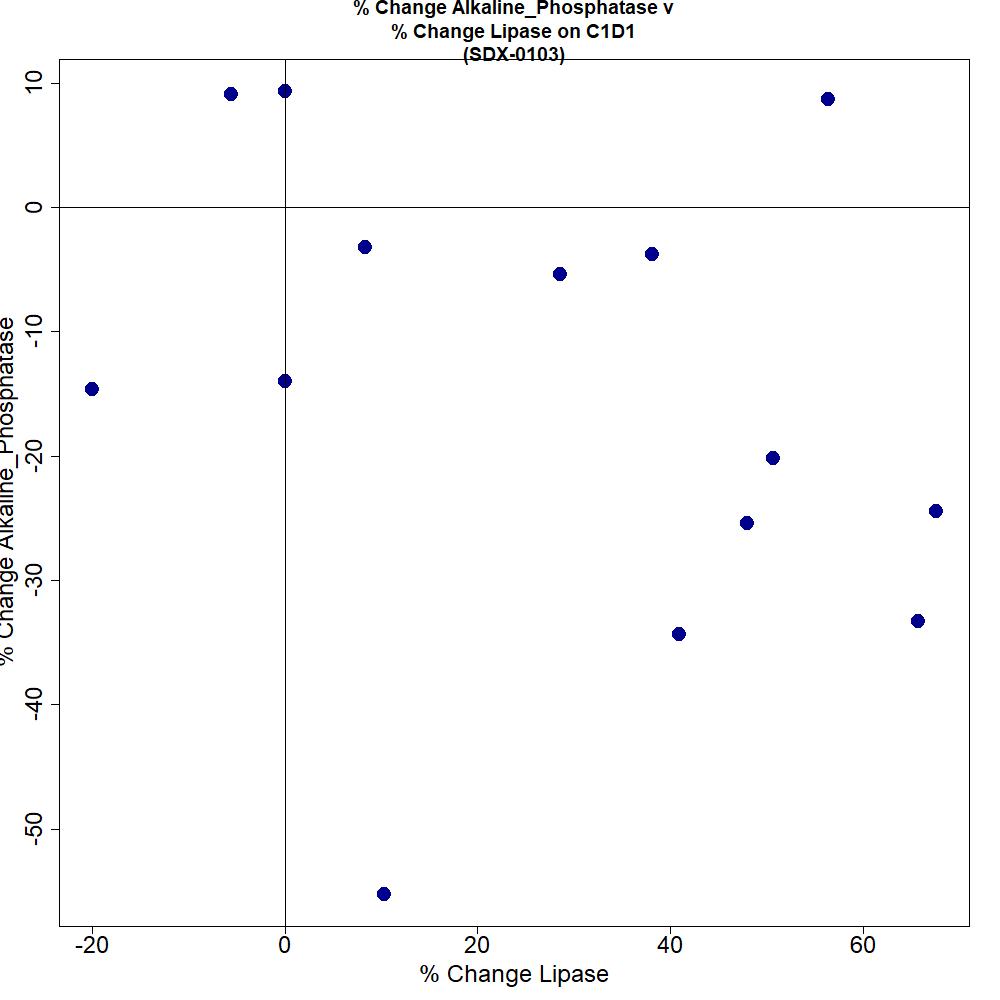 % Change Alkaline_Phosphatase v
% Change Lipase on C1D1
(SDX-0103)
% Change Alkaline_Phosphatase
10
0
-10
-20
-30
-40
-50
-20
0
20
40
60
% Change Lipase